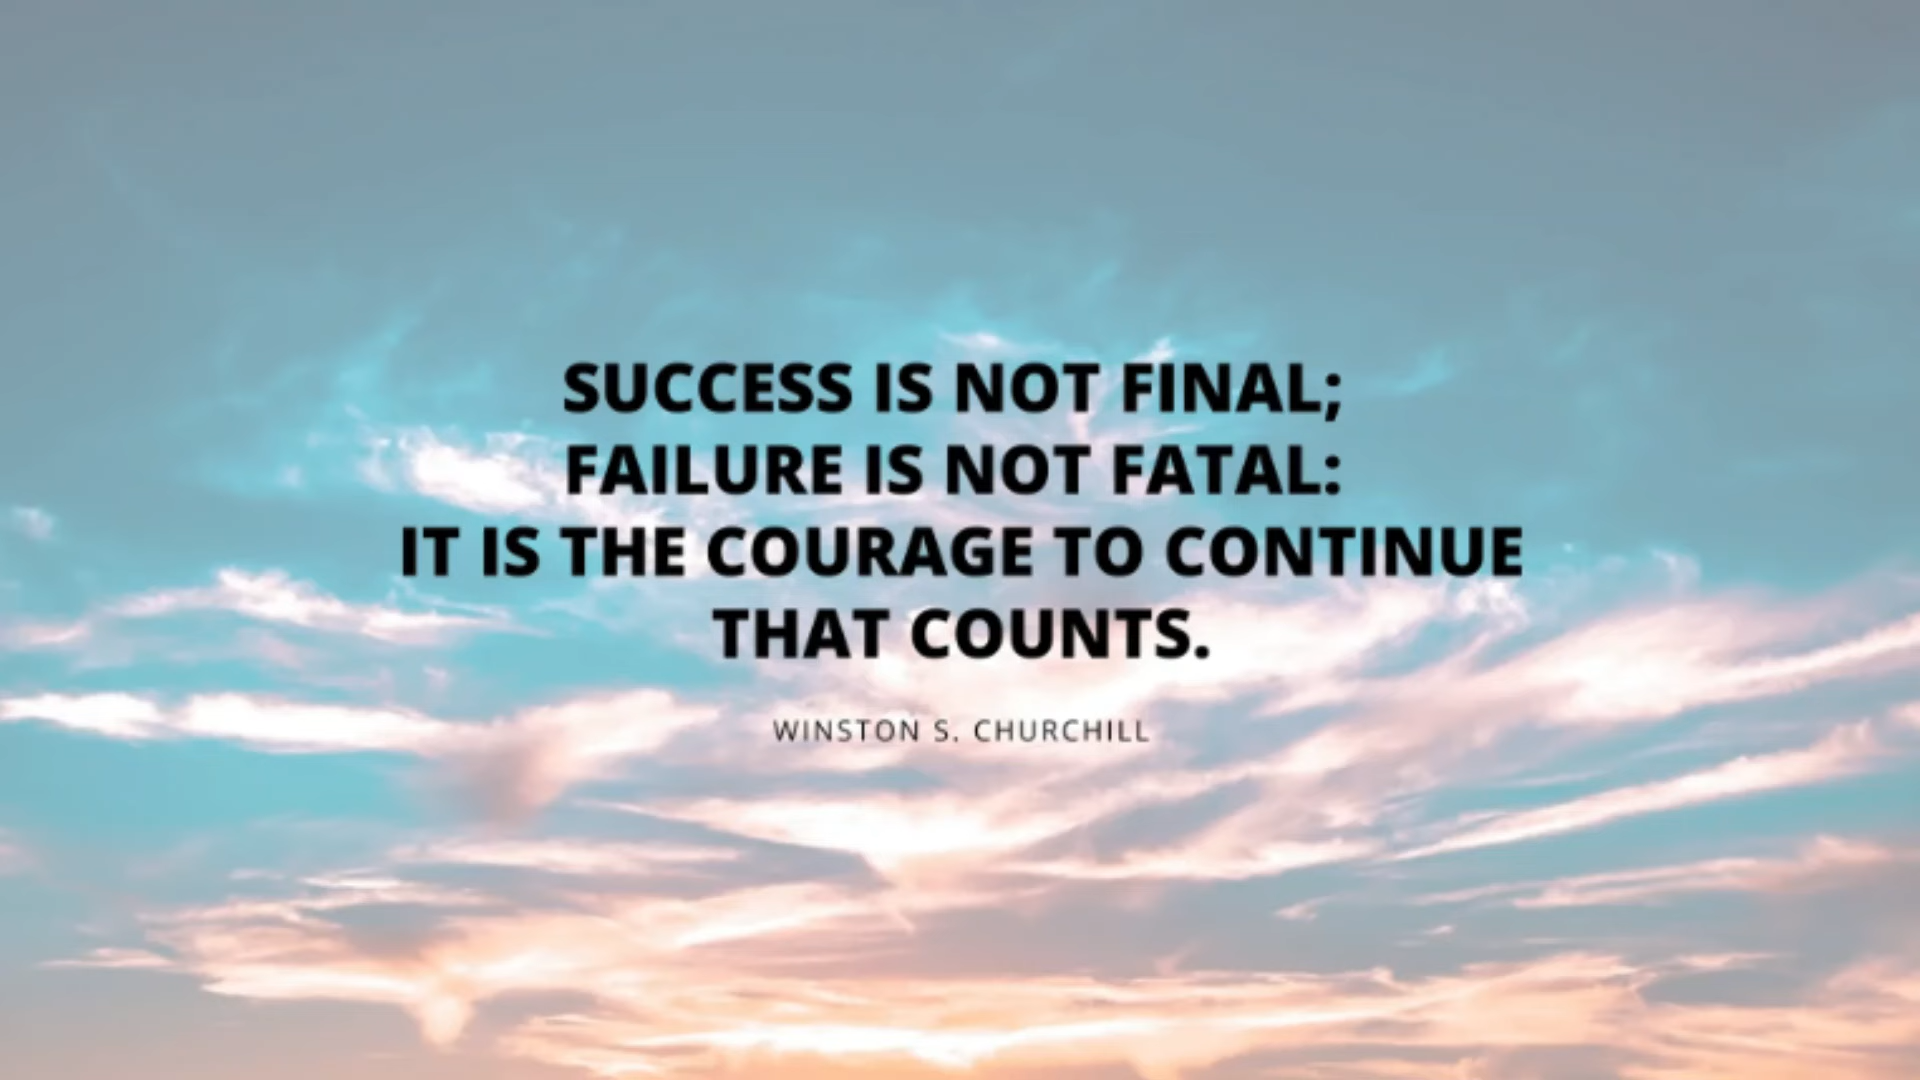 SUCCESS IS NOT FINAL;
FAILURE IS NOT FATAL:
IT IS THE COURAGE TO CONTINUE
THAT COUNTS.
WINSTON S. CHURCHILL